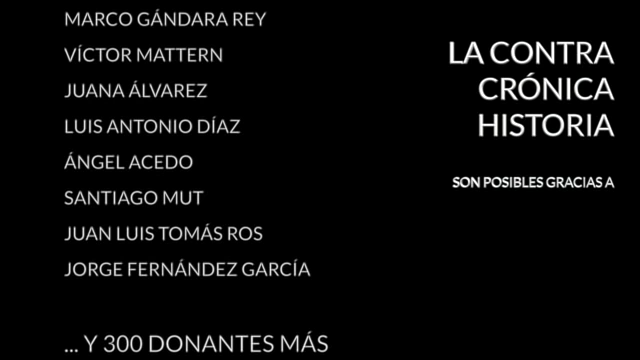 MARCO GÁNDARA REY
VÍCTOR MATTERN
JUANA ÁLVAREZ
LUIS ANTONIO DÍAZ
ÁNGEL ACEDO
SANTIAGO MUT
JUAN LUIS TOMÁS ROS
JORGE FERNÁNDEZ GARCÍA
... Y 300 DONANTES MÁS
LA CONTRA
CRÓNICA
HISTORIA
SON POSIBLES GRACIAS A